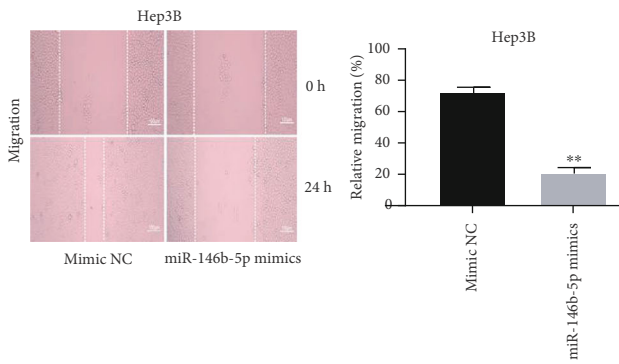 Hep3B
Migration
0 h
24 h
Mimic NC
miR-146b-5p mimics
Hep3B
Relative migration (%)
100
80
60
40
20
0
**
Mimic NC
miR-146b-5p mimics